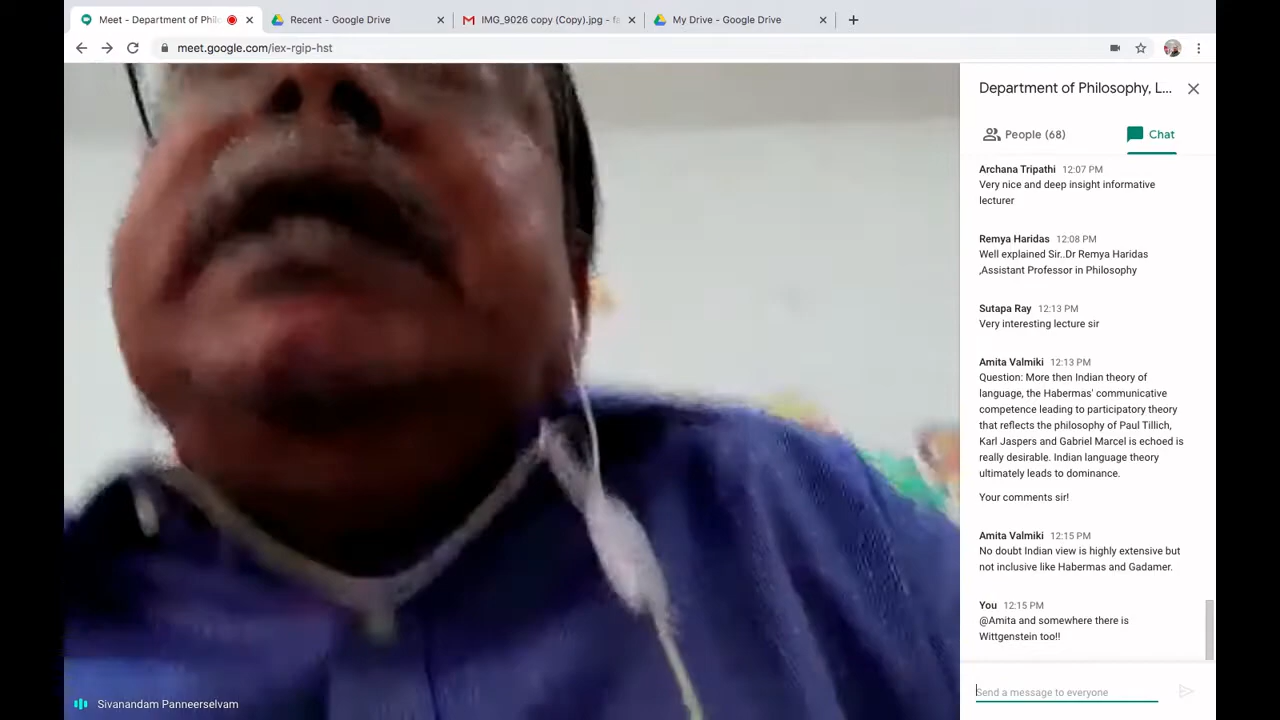 Meet - Department of Philo
Recent - Google Drive
IMG_9026 copy (Copy).jpg - fa
My Drive - Google Drive
meet.google.com/iex-rgip-hst
Department of Philosophy, L...
People (68)
Chat
Archana Tripathi 12:07 PM
Very nice and deep insight informative
lecturer
Remya Haridas 12:08 PM
Well explained Sir..Dr Remya Haridas
,Assistant Professor in Philosophy
Sutapa Ray 12:13 PM
Very interesting lecture sir
Amita Valmiki 12:13 PM
Question: More then Indian theory of
language, the Habermas' communicative
competence leading to participatory theory
that reflects the philosophy of Paul Tillich,
Karl Jaspers and Gabriel Marcel is echoed is
really desirable. Indian language theory
ultimately leads to dominance.
Your comments sir!
Amita Valmiki 12:15 PM
No doubt Indian view is highly extensive but
not inclusive like Habermas and Gadamer.
You 12:15 PM
@Amita and somewhere there is
Wittgenstein too!!
Send a message to everyone
Sivanandam Panneerselvam